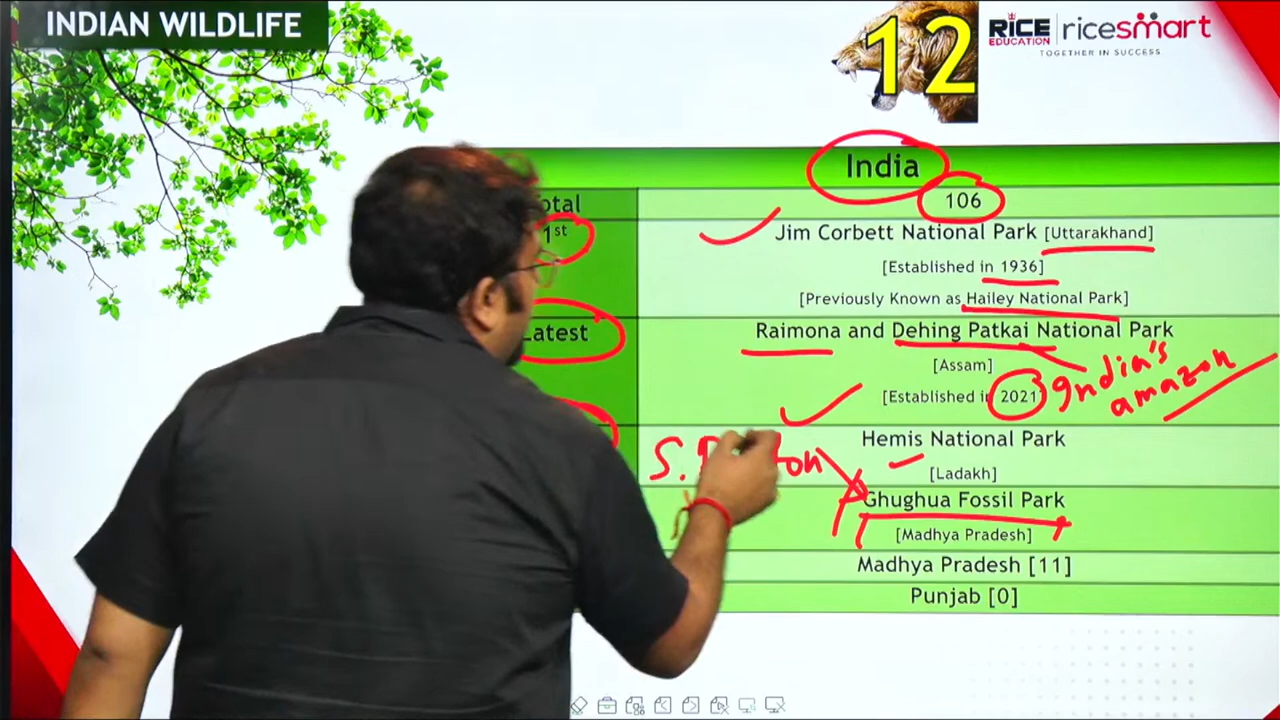 INDIAN WILDLIFE
12
RICE EDUCATION ricesmart
TOGETHER IN SUCCESS
India
106
1st
Jim Corbett National Park [Uttarakhand]
[Established in 1936]
[Previously Known as Hailey National Park]
Latest
Raimona and Dehing Patkai National Park
[Assam]
[Established in 2021
India's
amazon
Hemis National Park
[Ladakh]
S.
Ghughua Fossil Park
[Madhya Pradesh]
Madhya Pradesh [11]
Punjab [0]